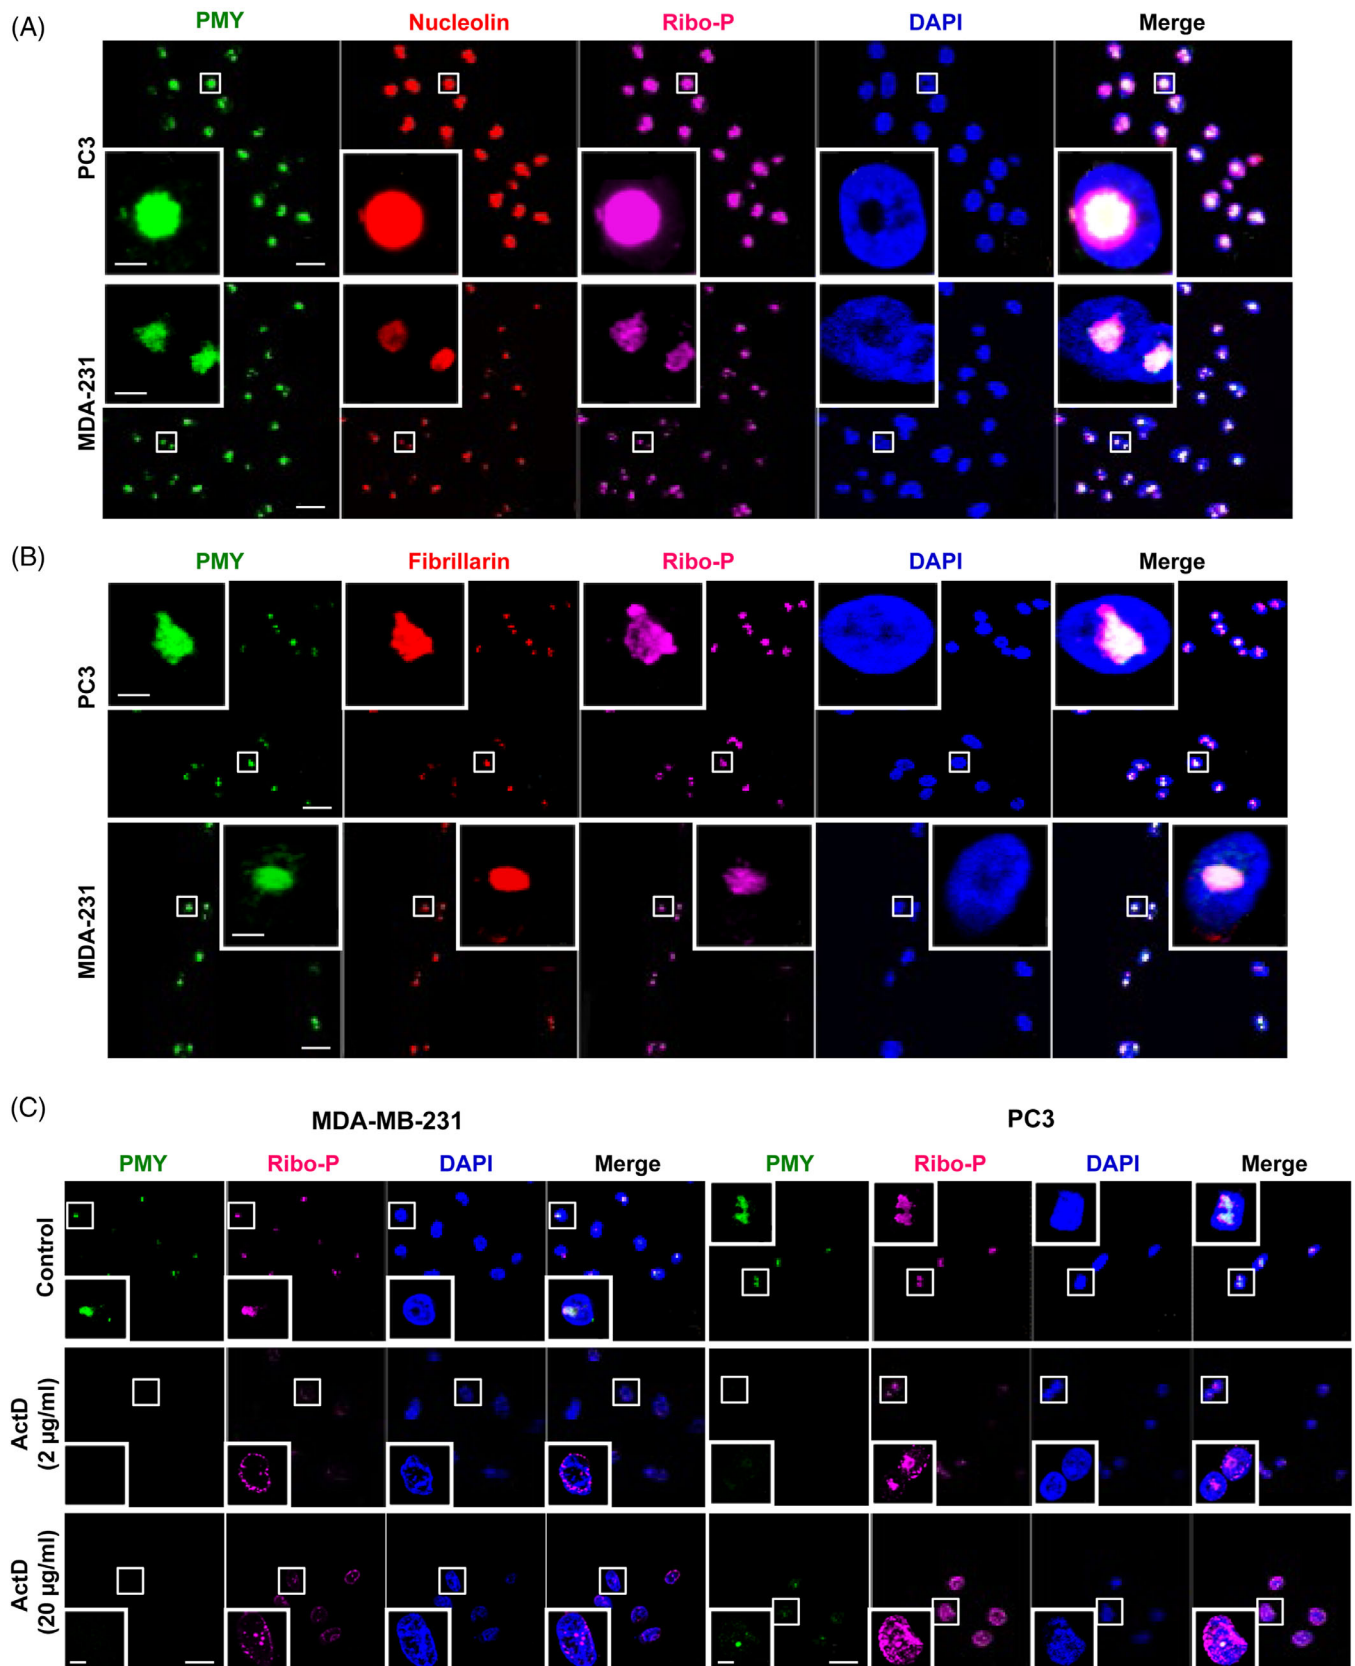 (A)
PMY Nucleolin Ribo-P DAPI Merge
PC3
MDA-231
(B)
PMY Fibrillarin Ribo-P DAPI Merge
PC3
MDA-231
(C)
MDA-MB-231 PC3
PMY Ribo-P DAPI Merge PMY Ribo-P DAPI Merge
Control
ActD
(2 µg/ml)
ActD
(20 µg/ml)